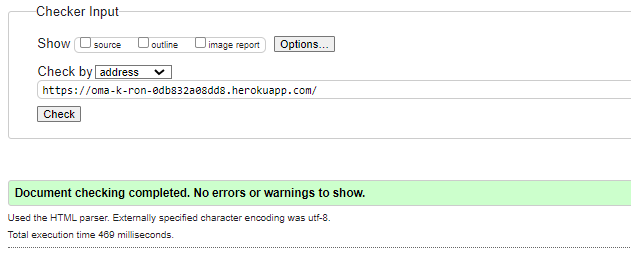 Checker Input
Show source outline image report Options...
Check by address
https://oma-k-ron-0db832a08dd8.herokuapp.com/
Check
Document checking completed. No errors or warnings to show.
Used the HTML parser. Externally specified character encoding was utf-8.
Total execution time 469 milliseconds.